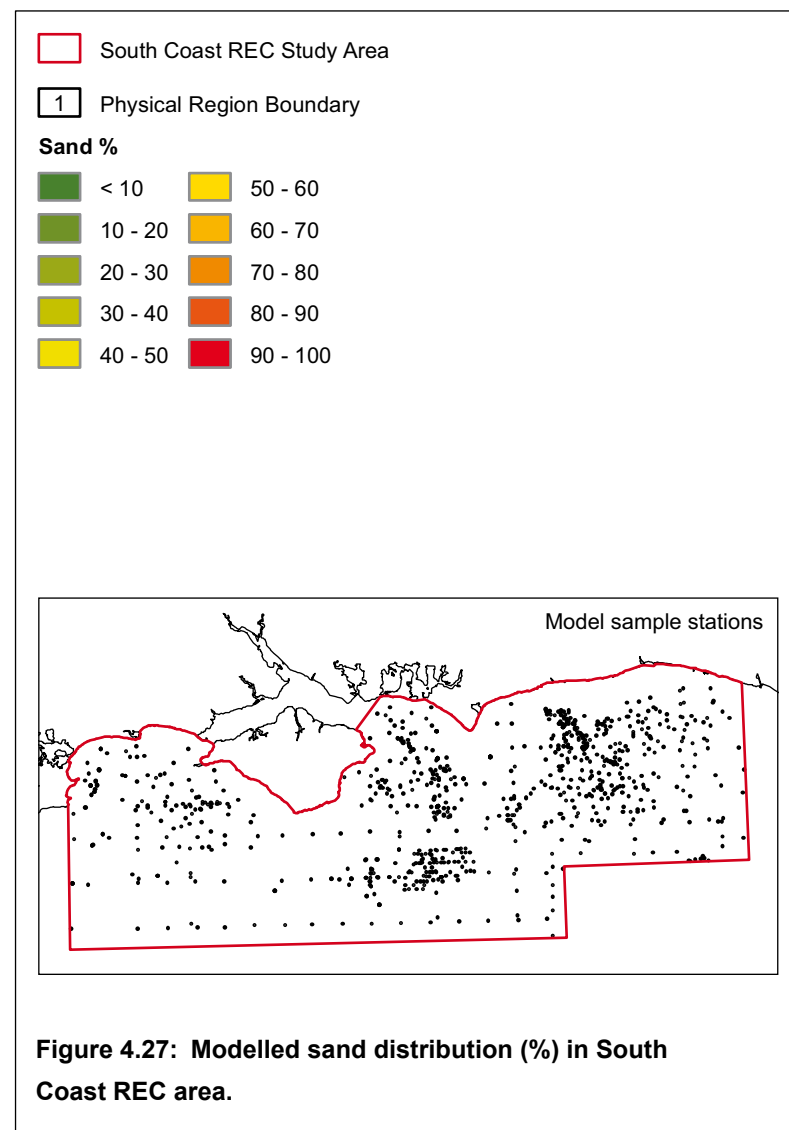 South Coast REC Study Area
1 Physical Region Boundary
Sand %
< 10
50 - 60
10 - 20
60 - 70
20 - 30
70 - 80
30 - 40
80 - 90
40 - 50
90 - 100
Model sample stations
Figure 4.27: Modelled sand distribution (%) in South
Coast REC area.